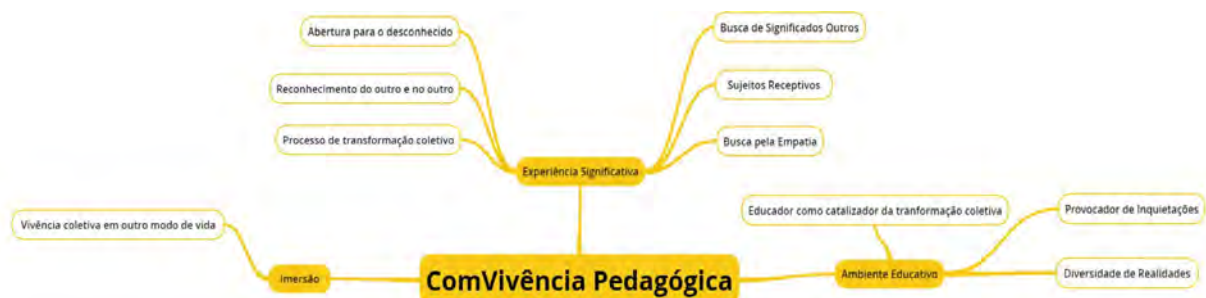 Abertura para o desconhecido
Busca de Significados Outros
Reconhecimento do outro e no outro
Sujeitos Receptivos
Processo de transformação coletivo
Busca pela Empatia
Experiência Significativa
Vivência coletiva em outro modo de vida
Educador como catalizador da tranformação coletiva
Provocador de Inquietações
Imersão
ComVivência Pedagógica
Ambiente Educativo
Diversidade de Realidades